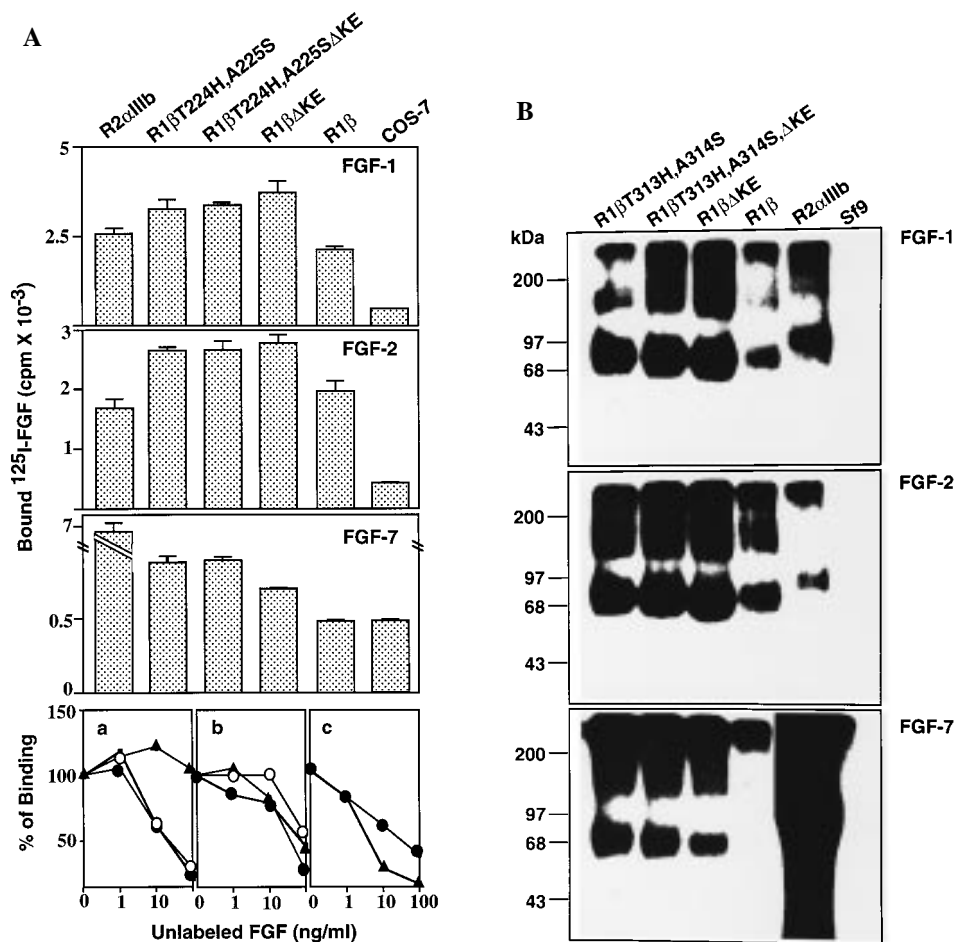 A
R2αIIIb
R1βT224H,A225S
R1βT224H,A225SΔKE
R1βΔKE
R1β
COS-7
Bound ¹²⁵I-FGF (cpm X 10⁻³)
5
2.5
FGF-1
3
2
1
FGF-2
7
0.5
0
FGF-7
% of Binding
150
100
50
a
b
c
0 1 10 0 1 10 0 1 10 100
Unlabeled FGF (ng/ml)
B
R1βT313H,A314S
R1βT313H,A314S,ΔKE
R1βΔKE
R1β
R2αIIIb
Sf9
kDa
FGF-1
200
97
68
43
FGF-2
200
97
68
43
FGF-7
200
97
68
43